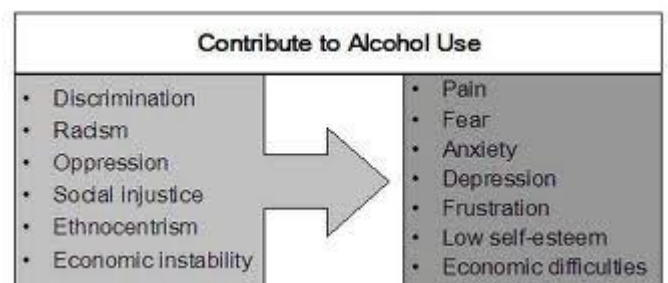 Contribute to Alcohol Use
• Discrimination
• Racism
• Oppression
• Social injustice
• Ethnocentrism
• Economic instability
• Pain
• Fear
• Anxiety
• Depression
• Frustration
• Low self-esteem
• Economic difficulties